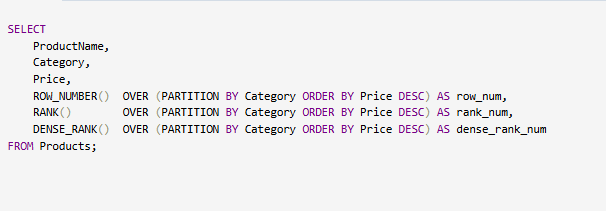 SELECT
    ProductName,
    Category,
    Price,
    ROW_NUMBER()  OVER (PARTITION BY Category ORDER BY Price DESC) AS row_num,
    RANK()        OVER (PARTITION BY Category ORDER BY Price DESC) AS rank_num,
    DENSE_RANK()  OVER (PARTITION BY Category ORDER BY Price DESC) AS dense_rank_num
FROM Products;